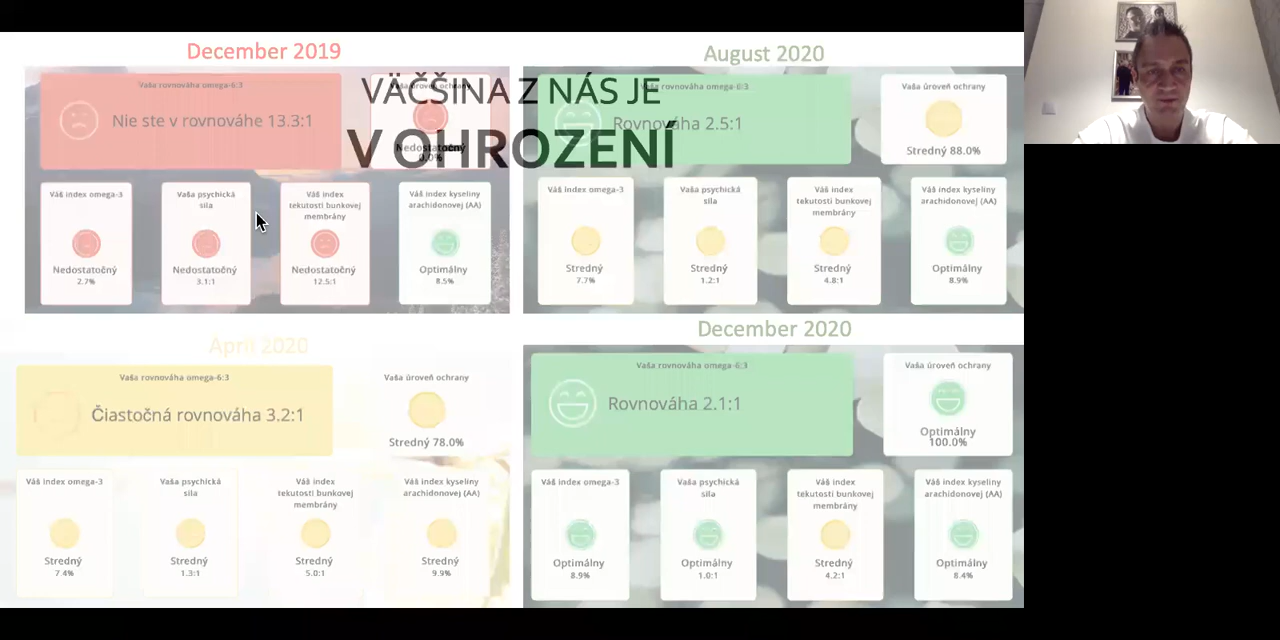 December 2019
Vaša rovnováha omega-6:3
Nie ste v rovnováhe 13.3:1
Vaša úroveň ochrany
Nedostatočný
0.0%
Váš index omega-3
Nedostatočný
2.7%
Vaša psychická
sila
Nedostatočný
3.1:1
Váš index
tekutosti bunkovej
membrány
Nedostatočný
12.5:1
Váš index kyseliny
arachidonovej (AA)
Optimálny
8.5%
VÄČŠINA Z NÁS JE
V OHROZENÍ
August 2020
Vaša rovnováha omega-6:3
Rovnováha 2.5:1
Vaša úroveň ochrany
Stredný 88.0%
Váš index omega-3
Stredný
7.7%
Vaša psychická
sila
Stredný
1.2:1
Váš index
tekutosti bunkovej
membrány
Stredný
4.8:1
Váš index kyseliny
arachidonovej (AA)
Optimálny
8.9%
April 2020
Vaša rovnováha omega-6:3
Čiastočná rovnováha 3.2:1
Vaša úroveň ochrany
Stredný 78.0%
Váš index omega-3
Stredný
7.4%
Vaša psychická
sila
Stredný
1.3:1
Váš index
tekutosti bunkovej
membrány
Stredný
5.0:1
Váš index kyseliny
arachidonovej (AA)
Stredný
9.9%
December 2020
Vaša rovnováha omega-6:3
Rovnováha 2.1:1
Vaša úroveň ochrany
Optimálny
100.0%
Váš index omega-3
Optimálny
8.9%
Vaša psychická
sila
Optimálny
1.0:1
Váš index
tekutosti bunkovej
membrány
Stredný
4.2:1
Váš index kyseliny
arachidonovej (AA)
Optimálny
8.4%